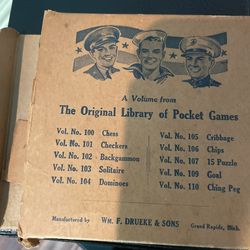 A Volume from
The Original Library of Pocket Games
Vol. No. 100 Chess
Vol. No. 101 Checkers
Vol. No. 102 Backgammon
Vol. No. 103 Solitaire
Vol. No. 104 Dominoes
Vol. No. 105 Cribbage
Vol. No. 106 Chips
Vol. No. 107 15 Puzzle
Vol. No. 109 Goal
Vol. No. 110 Ching Peg
Manufactured by WM. F. DRUEKE & SONS Grand Rapids, Mich.